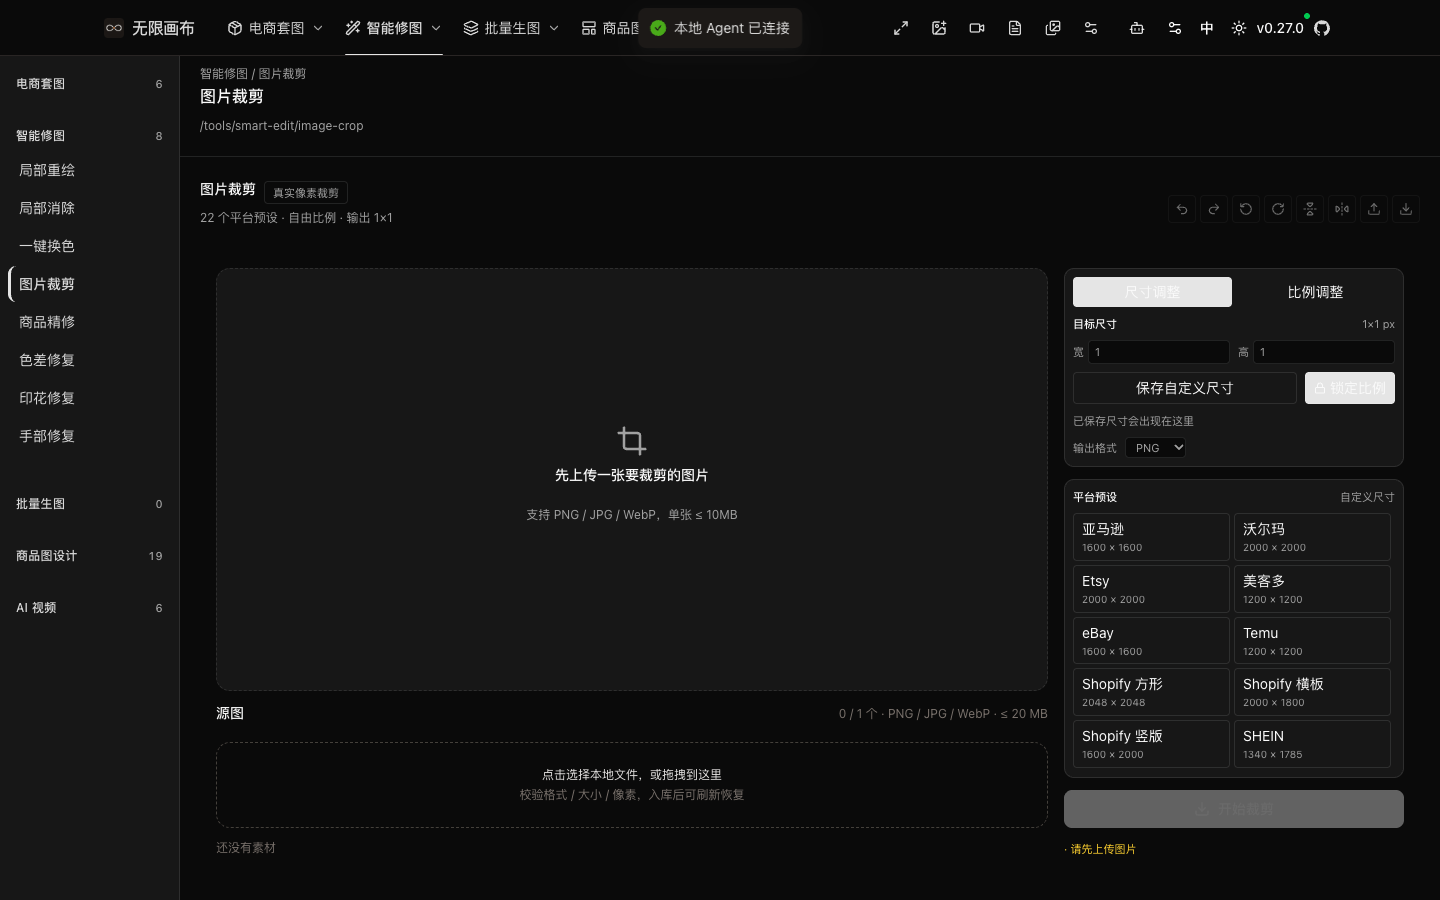 无限画布
电商套图
智能修图
批量生图
商品图
本地 Agent 已连接
中
v0.27.0
电商套图 6
智能修图 8
局部重绘
局部消除
一键换色
图片裁剪
商品精修
色差修复
印花修复
手部修复
批量生图 0
商品图设计 19
AI 视频 6
智能修图 / 图片裁剪
图片裁剪
/tools/smart-edit/image-crop
图片裁剪 真实像素裁剪
22 个平台预设 · 自由比例 · 输出 1×1
先上传一张要裁剪的图片
支持 PNG / JPG / WebP，单张 ≤ 10MB
源图 0 / 1 个 · PNG / JPG / WebP · ≤ 20 MB
点击选择本地文件，或拖拽到这里
校验格式 / 大小 / 像素，入库后可刷新恢复
还没有素材
尺寸调整 比例调整
目标尺寸 1×1 px
宽 1 高 1
保存自定义尺寸 锁定比例
已保存尺寸会出现在这里
输出格式 PNG
平台预设 自定义尺寸
亚马逊
1600 × 1600
沃尔玛
2000 × 2000
Etsy
2000 × 2000
美客多
1200 × 1200
eBay
1600 × 1600
Temu
1200 × 1200
Shopify 方形
2048 × 2048
Shopify 横板
2000 × 1800
Shopify 竖版
1600 × 2000
SHEIN
1340 × 1785
开始裁剪
· 请先上传图片